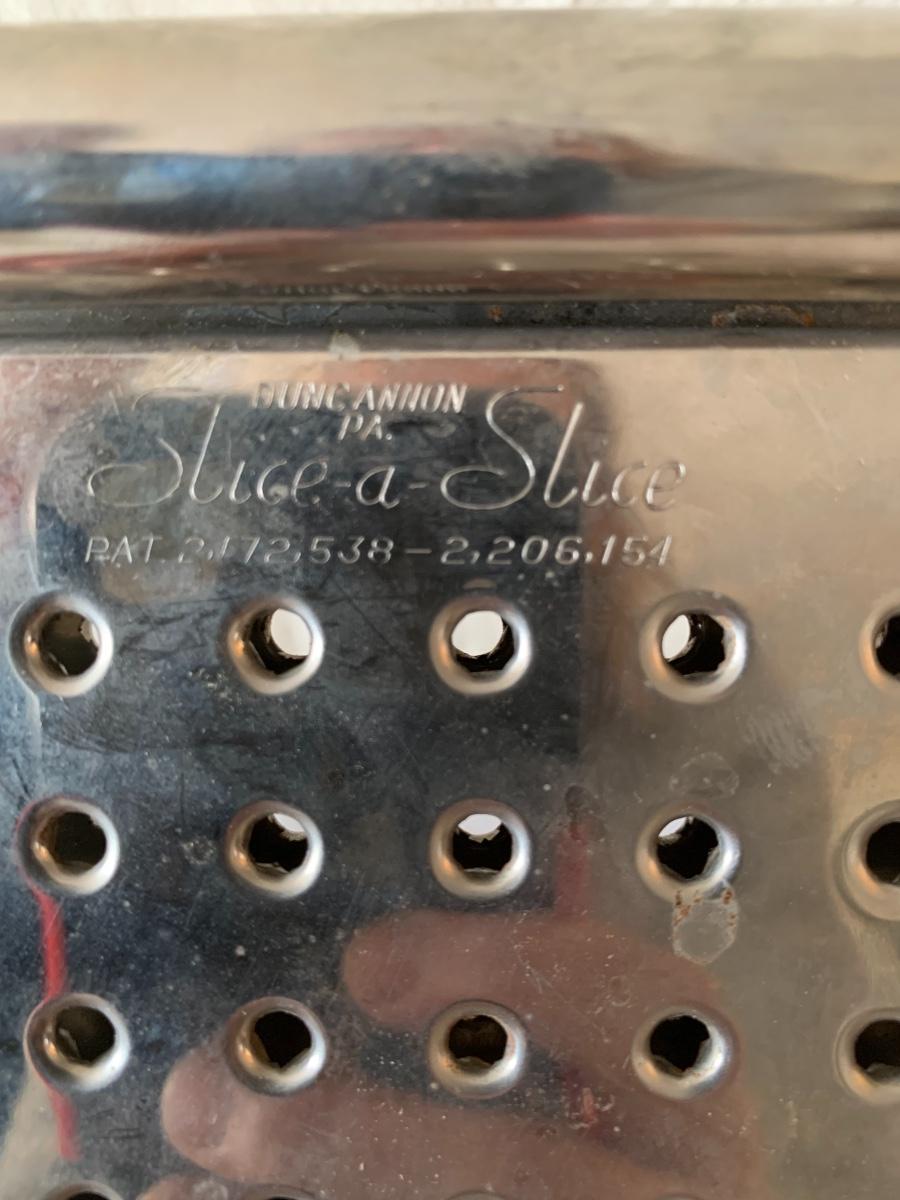 DUNCANNON
PA.
Slice-a-Slice
PAT. 2,172,538-2,206,154